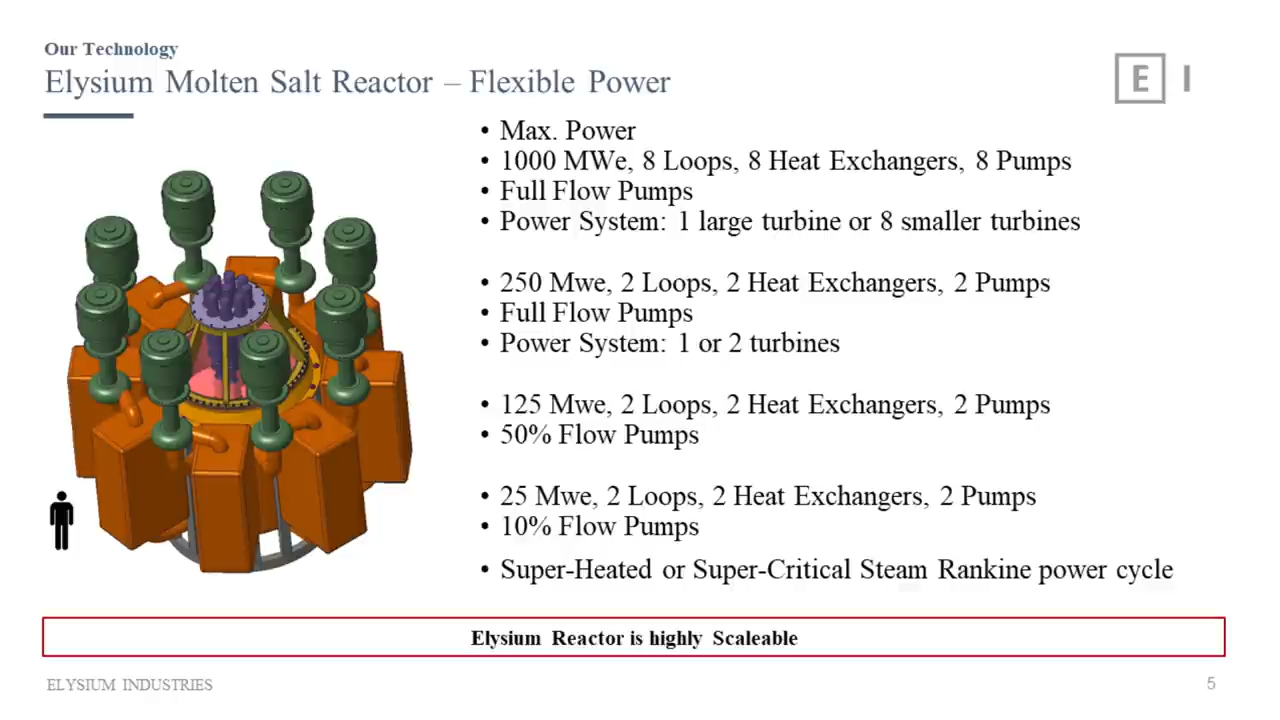 Our Technology
Elysium Molten Salt Reactor – Flexible Power
E I
• Max. Power
• 1000 MWe, 8 Loops, 8 Heat Exchangers, 8 Pumps
• Full Flow Pumps
• Power System: 1 large turbine or 8 smaller turbines
• 250 Mwe, 2 Loops, 2 Heat Exchangers, 2 Pumps
• Full Flow Pumps
• Power System: 1 or 2 turbines
• 125 Mwe, 2 Loops, 2 Heat Exchangers, 2 Pumps
• 50% Flow Pumps
• 25 Mwe, 2 Loops, 2 Heat Exchangers, 2 Pumps
• 10% Flow Pumps
• Super-Heated or Super-Critical Steam Rankine power cycle
Elysium Reactor is highly Scaleable
ELYSIUM INDUSTRIES
5